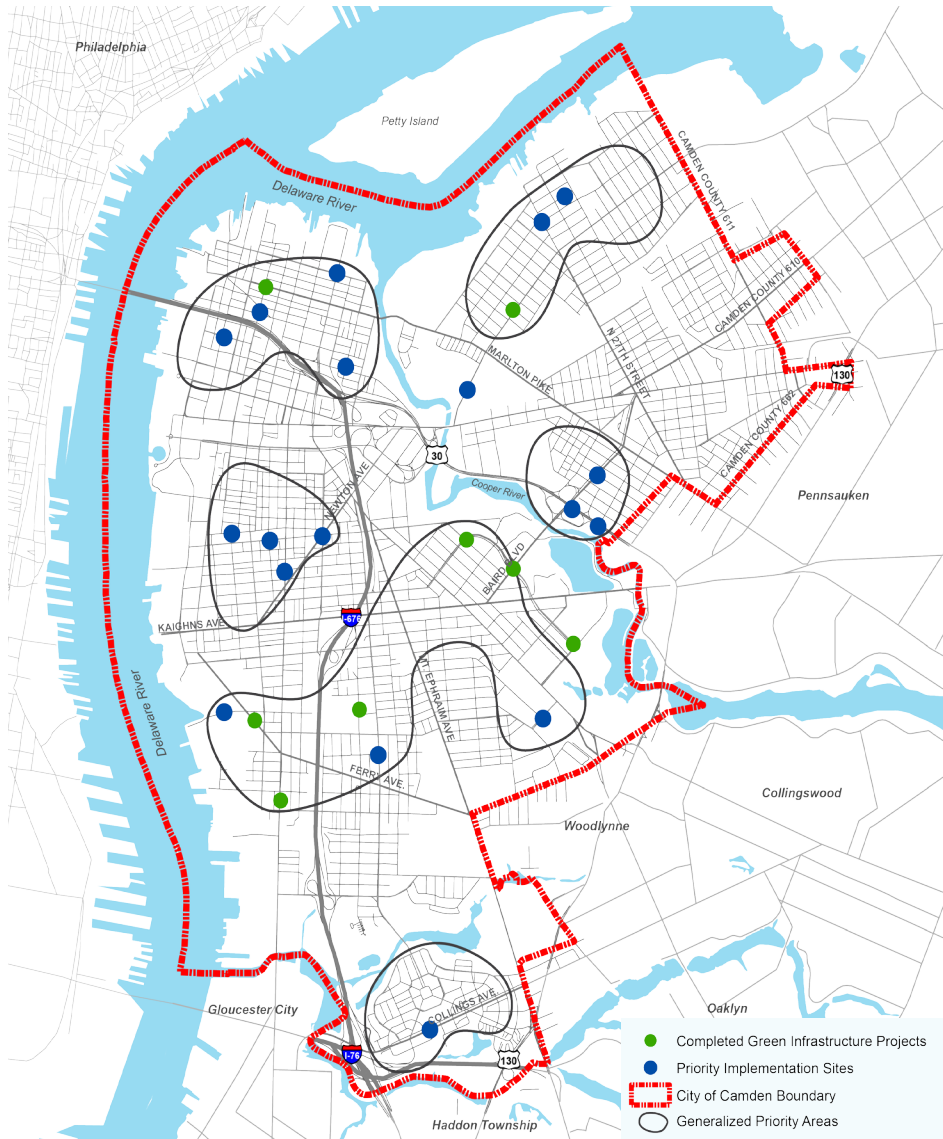 Philadelphia
Petty Island
Delaware River
CAMDEN COUNTY 611
CAMDEN COUNTY 610
N 27TH STREET
MARLTON PIKE
130
CAMDEN COUNTY 662
30
NEWTON AVE
Cooper River
Pennsauken
BAIRD BLVD
I-676
KAIGHNS AVE
MT EPHRAIM AVE
Delaware River
FERRY AVE.
Collingswood
Woodlynne
COLLINGS AVE
Gloucester City
Oaklyn
I-76
130
Haddon Township
Completed Green Infrastructure Projects
Priority Implementation Sites
City of Camden Boundary
Generalized Priority Areas